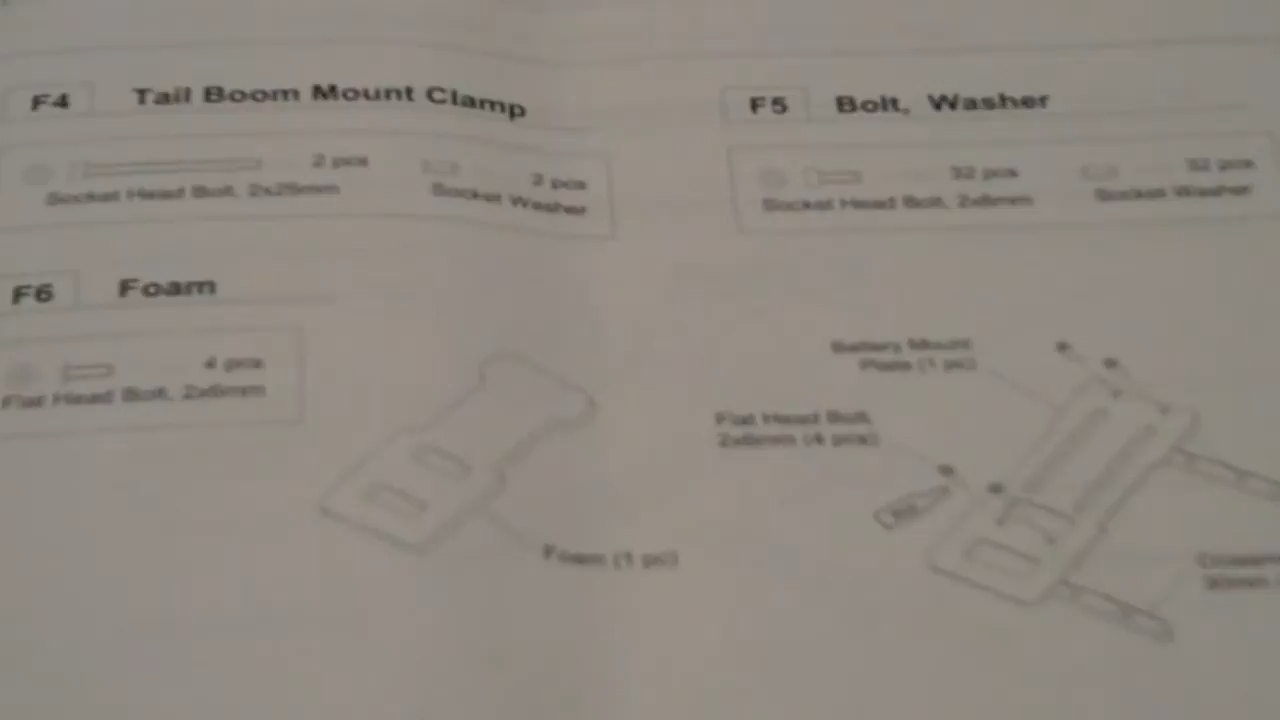 F4 Tail Boom Mount Clamp
2 pcs
Socket Head Bolt, 2x25mm
2 pcs
Socket Washer
F5 Bolt, Washer
32 pcs
Socket Head Bolt, 2x8mm
32 pcs
Socket Washer
F6 Foam
4 pcs
Flat Head Bolt, 2x6mm
Foam (1 pc)
Battery Mount
Plate (1 pc)
Flat Head Bolt,
(4 pcs)